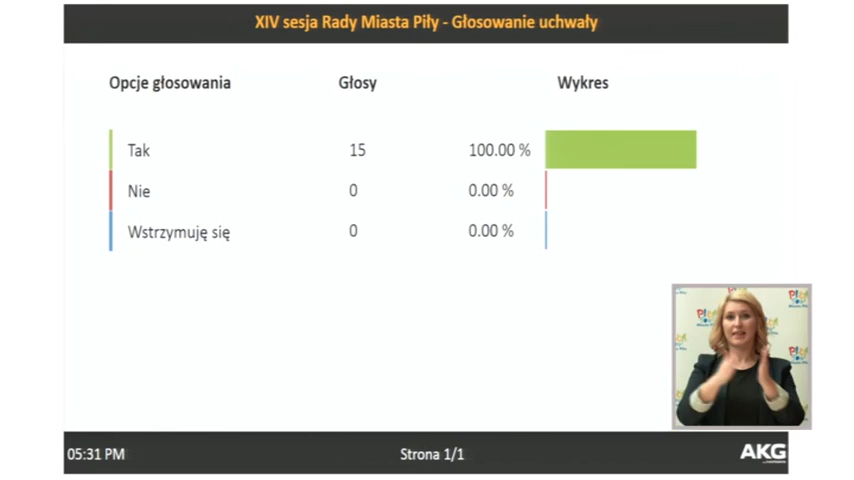 XIV sesja Rady Miasta Piły - Głosowanie uchwały
Opcje głosowania Głosy Wykres
Tak 15 100.00 %
Nie 0 0.00 %
Wstrzymuję się 0 0.00 %
05:31 PM Strona 1/1 AKG